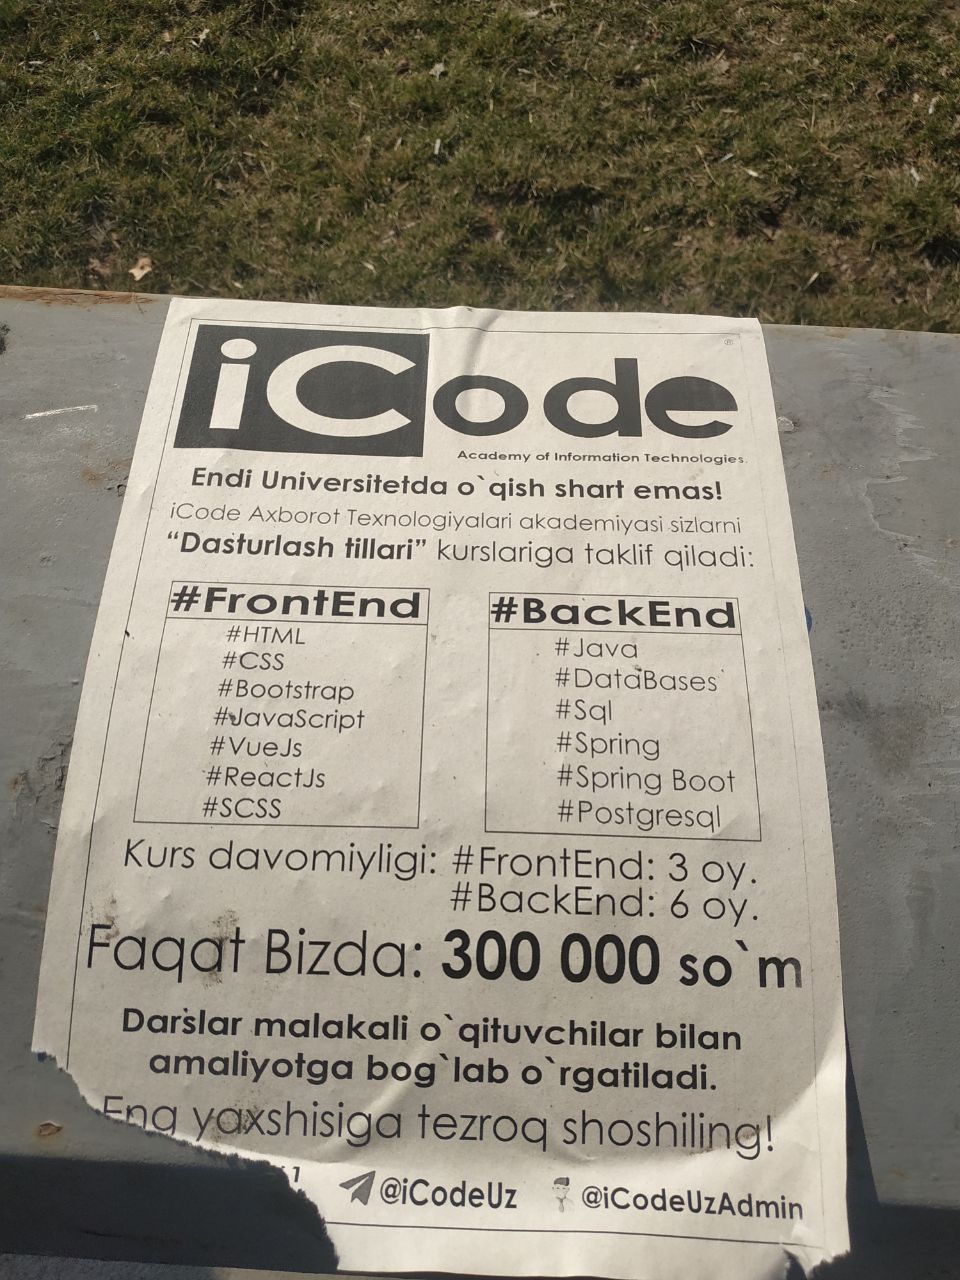 iCode
®
Academy of Information Technologies.
Endi Universitetda o`qish shart emas!
iCode Axborot Texnologiyalari akademiyasi sizlarni
“Dasturlash tillari” kurslariga taklif qiladi:
#FrontEnd
#HTML
#CSS
#Bootstrap
#JavaScript
#VueJs
#ReactJs
#SCSS
#BackEnd
#Java
#DataBases
#Sql
#Spring
#Spring Boot
#Postgresql
Kurs davomiyligi: #FrontEnd: 3 oy.
#BackEnd: 6 oy.
Faqat Bizda: 300 000 so`m
Darslar malakali o`qituvchilar bilan
amaliyotga bog`lab o`rgatiladi.
Eng yaxshisiga tezroq shoshiling!
@iCodeUz @iCodeUzAdmin